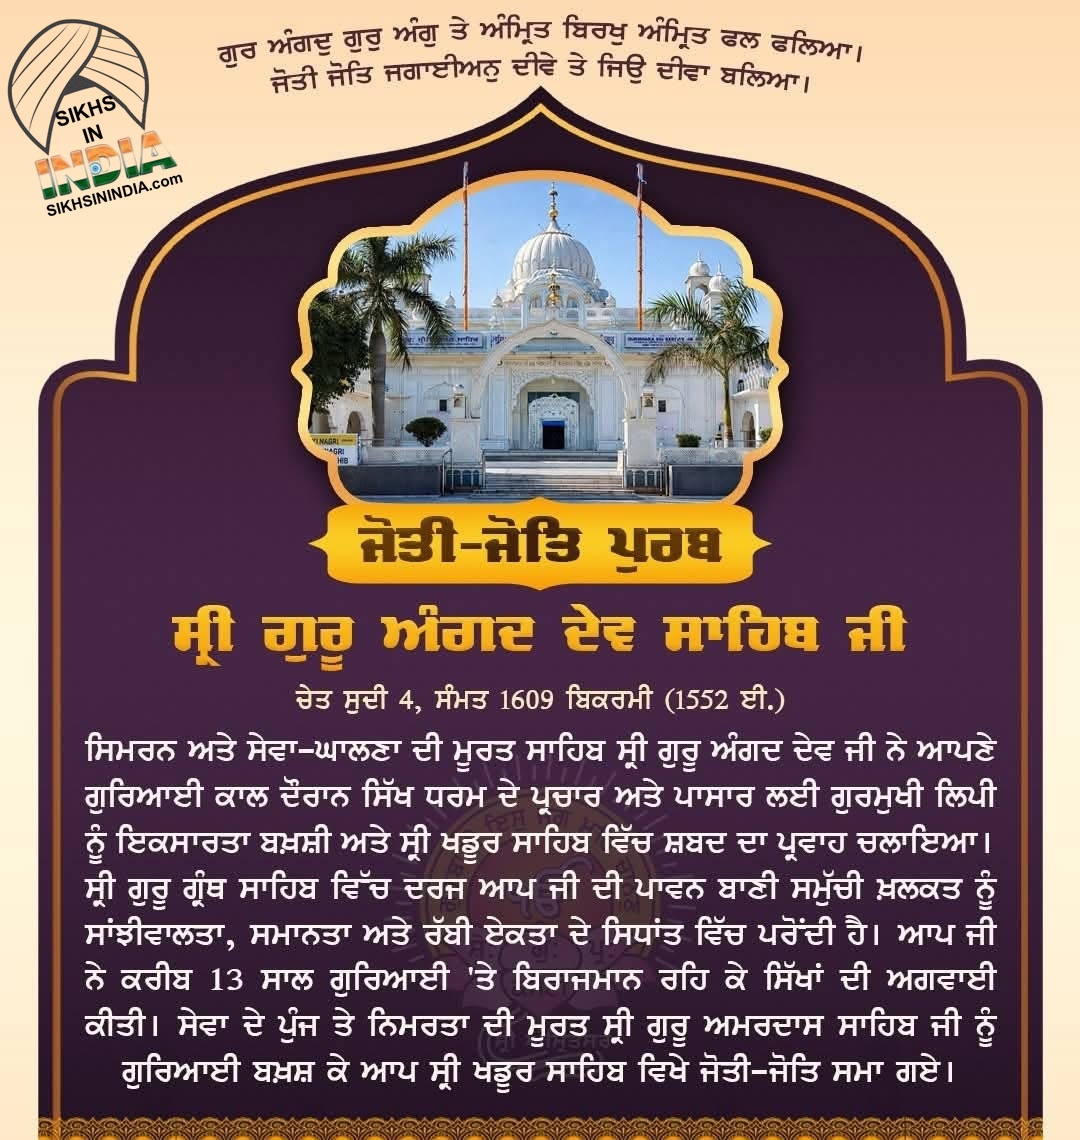 ਗੁਰ ਅੰਗਦੁ ਗੁਰੁ ਅੰਗੁ ਤੇ ਅੰਮ੍ਰਿਤ ਬਿਰਖੁ ਅੰਮ੍ਰਿਤ ਫਲ ਫਲਿਆ।
ਜੋਤੀ ਜੋਤਿ ਜਗਾਈਅਨੁ ਦੀਵੇ ਤੇ ਜਿਉ ਦੀਵਾ ਬਲਿਆ।
SIKHS
IN
INDIA
SIKHSININDIA.com
ਜੋਤੀ-ਜੋਤਿ ਪੁਰਬ
ਸ੍ਰੀ ਗੁਰੂ ਅੰਗਦ ਦੇਵ ਸਾਹਿਬ ਜੀ
ਚੇਤ ਸੁਦੀ 4, ਸੰਮਤ 1609 ਬਿਕਰਮੀ (1552 ਈ.)
ਸਿਮਰਨ ਅਤੇ ਸੇਵਾ-ਘਾਲਣਾ ਦੀ ਮੂਰਤ ਸਾਹਿਬ ਸ੍ਰੀ ਗੁਰੂ ਅੰਗਦ ਦੇਵ ਜੀ ਨੇ ਆਪਣੇ
ਗੁਰਿਆਈ ਕਾਲ ਦੌਰਾਨ ਸਿੱਖ ਧਰਮ ਦੇ ਪ੍ਰਚਾਰ ਅਤੇ ਪਾਸਾਰ ਲਈ ਗੁਰਮੁਖੀ ਲਿਪੀ
ਨੂੰ ਇਕਸਾਰਤਾ ਬਖ਼ਸ਼ੀ ਅਤੇ ਸ੍ਰੀ ਖਡੂਰ ਸਾਹਿਬ ਵਿੱਚ ਸ਼ਬਦ ਦਾ ਪ੍ਰਵਾਹ ਚਲਾਇਆ।
ਸ੍ਰੀ ਗੁਰੂ ਗ੍ਰੰਥ ਸਾਹਿਬ ਵਿੱਚ ਦਰਜ ਆਪ ਜੀ ਦੀ ਪਾਵਨ ਬਾਣੀ ਸਮੁੱਚੀ ਖ਼ਲਕਤ ਨੂੰ
ਸਾਂਝੀਵਾਲਤਾ, ਸਮਾਨਤਾ ਅਤੇ ਰੱਬੀ ਏਕਤਾ ਦੇ ਸਿਧਾਂਤ ਵਿੱਚ ਪਰੋਂਦੀ ਹੈ। ਆਪ ਜੀ
ਨੇ ਕਰੀਬ 13 ਸਾਲ ਗੁਰਿਆਈ 'ਤੇ ਬਿਰਾਜਮਾਨ ਰਹਿ ਕੇ ਸਿੱਖਾਂ ਦੀ ਅਗਵਾਈ
ਕੀਤੀ। ਸੇਵਾ ਦੇ ਪੁੰਜ ਤੇ ਨਿਮਰਤਾ ਦੀ ਮੂਰਤ ਸ੍ਰੀ ਗੁਰੂ ਅਮਰਦਾਸ ਸਾਹਿਬ ਜੀ ਨੂੰ
ਗੁਰਿਆਈ ਬਖ਼ਸ਼ ਕੇ ਆਪ ਸ੍ਰੀ ਖਡੂਰ ਸਾਹਿਬ ਵਿਖੇ ਜੋਤੀ-ਜੋਤਿ ਸਮਾ ਗਏ।